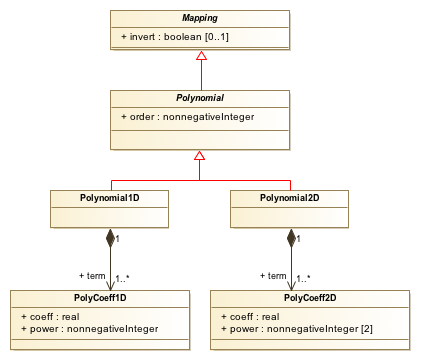 Mapping
+ invert : boolean [0..1]
Polynomial
+ order : nonnegativeInteger
Polynomial1D
Polynomial2D
1
1
+ term
1..*
+ term
1..*
PolyCoeff1D
+ coeff : real
+ power : nonnegativeInteger
PolyCoeff2D
+ coeff : real
+ power : nonnegativeInteger [2]